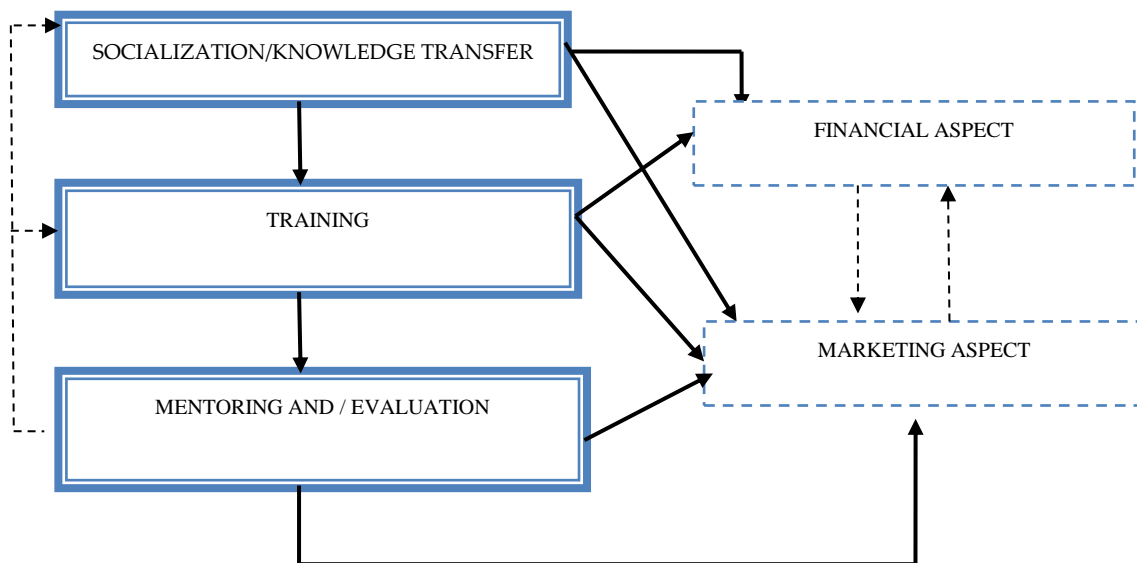 SOCIALIZATION/KNOWLEDGE TRANSFER
FINANCIAL ASPECT
TRAINING
MARKETING ASPECT
MENTORING AND / EVALUATION